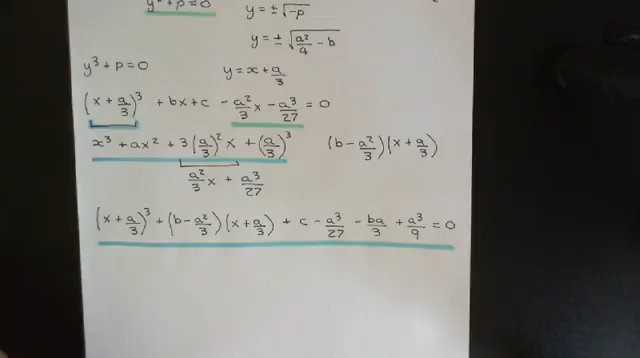 y² + p = 0
y = ± √-p
y = ± √a²/4 - b
y³ + p = 0
y = x + a/3
(x + a/3)³ + bx + c - a²/3 x - a³/27 = 0
x³ + ax² + 3(a/3)² x + (a/3)³
(b - a²/3)(x + a/3)
a²/3 x + a³/27
(x + a/3)³ + (b - a²/3)(x + a/3) + c - a³/27 - ba/3 + a³/9 = 0